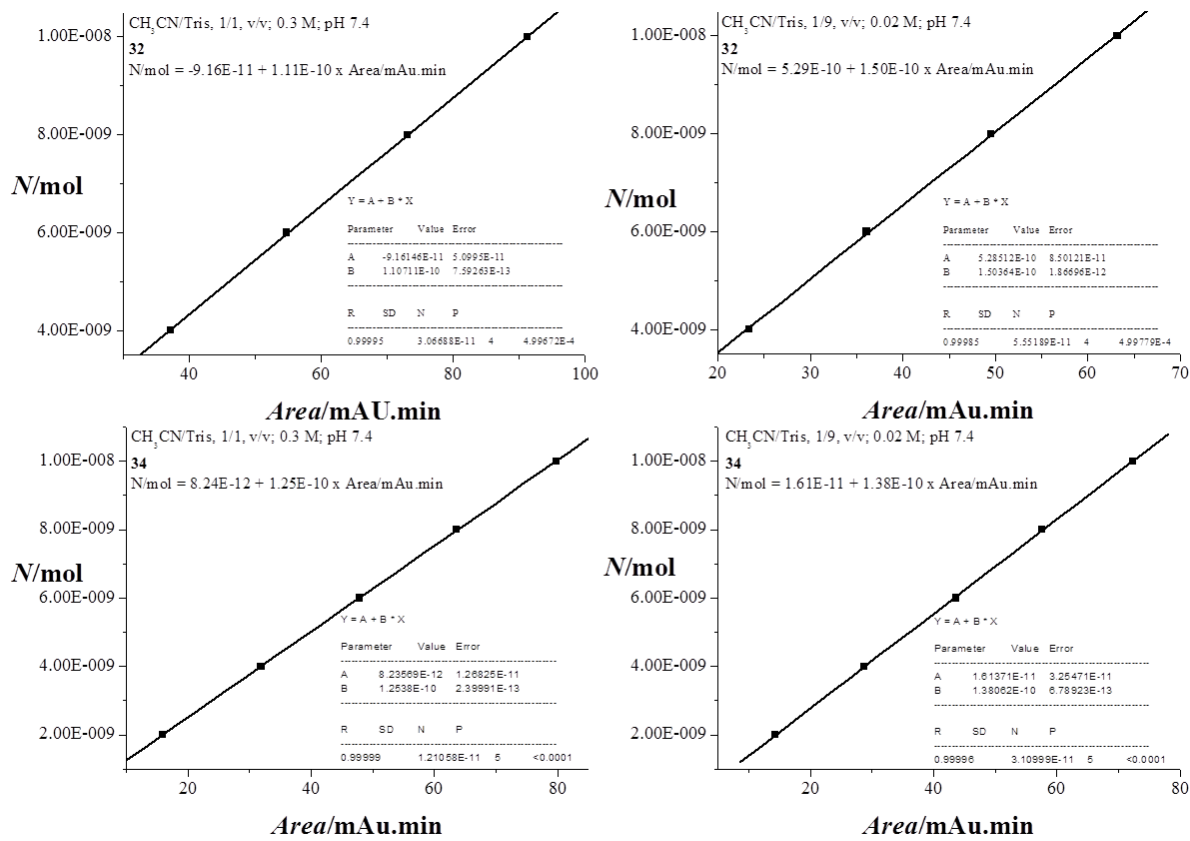 CH3CN/Tris, 1/1, v/v; 0.3 M; pH 7.4
32
N/mol = -9.16E-11 + 1.11E-10 x Area/mAu.min
1.00E-008
8.00E-009
6.00E-009
4.00E-009
N/mol
Y = A + B * X
Parameter Value Error
------------------------------------------------------------
A -9.16146E-11 5.0995E-11
B 1.10711E-10 7.59263E-13
------------------------------------------------------------
R SD N P
------------------------------------------------------------
0.99995 3.06688E-11 4 4.99672E-4
40 60 80 100
Area/mAU.min
CH3CN/Tris, 1/9, v/v; 0.02 M; pH 7.4
32
N/mol = 5.29E-10 + 1.50E-10 x Area/mAu.min
1.00E-008
8.00E-009
6.00E-009
4.00E-009
N/mol
Y = A + B * X
Parameter Value Error
------------------------------------------------------------
A 5.28512E-10 8.50121E-11
B 1.50364E-10 1.86696E-12
------------------------------------------------------------
R SD N P
------------------------------------------------------------
0.99985 5.55189E-11 4 4.99779E-4
20 30 40 50 60 70
Area/mAu.min
CH3CN/Tris, 1/1, v/v; 0.3 M; pH 7.4
34
N/mol = 8.24E-12 + 1.25E-10 x Area/mAu.min
1.00E-008
8.00E-009
6.00E-009
4.00E-009
2.00E-009
N/mol
Y = A + B * X
Parameter Value Error
------------------------------------------------------------
A 8.23569E-12 1.26825E-11
B 1.2538E-10 2.39991E-13
------------------------------------------------------------
R SD N P
------------------------------------------------------------
0.99999 1.21058E-11 5 <0.0001
20 40 60 80
Area/mAu.min
CH3CN/Tris, 1/9, v/v; 0.02 M; pH 7.4
34
N/mol = 1.61E-11 + 1.38E-10 x Area/mAu.min
1.00E-008
8.00E-009
6.00E-009
4.00E-009
2.00E-009
N/mol
Y = A + B * X
Parameter Value Error
------------------------------------------------------------
A 1.61371E-11 3.25471E-11
B 1.38062E-10 6.78923E-13
------------------------------------------------------------
R SD N P
------------------------------------------------------------
0.99996 3.10999E-11 5 <0.0001
20 40 60 80
Area/mAu.min